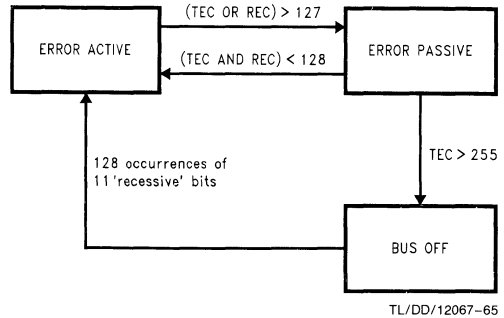 (TEC OR REC) > 127
ERROR ACTIVE
ERROR PASSIVE
(TEC AND REC) < 128
128 occurrences of
11 'recessive' bits
TEC > 255
BUS OFF
TL/DD/12067-65